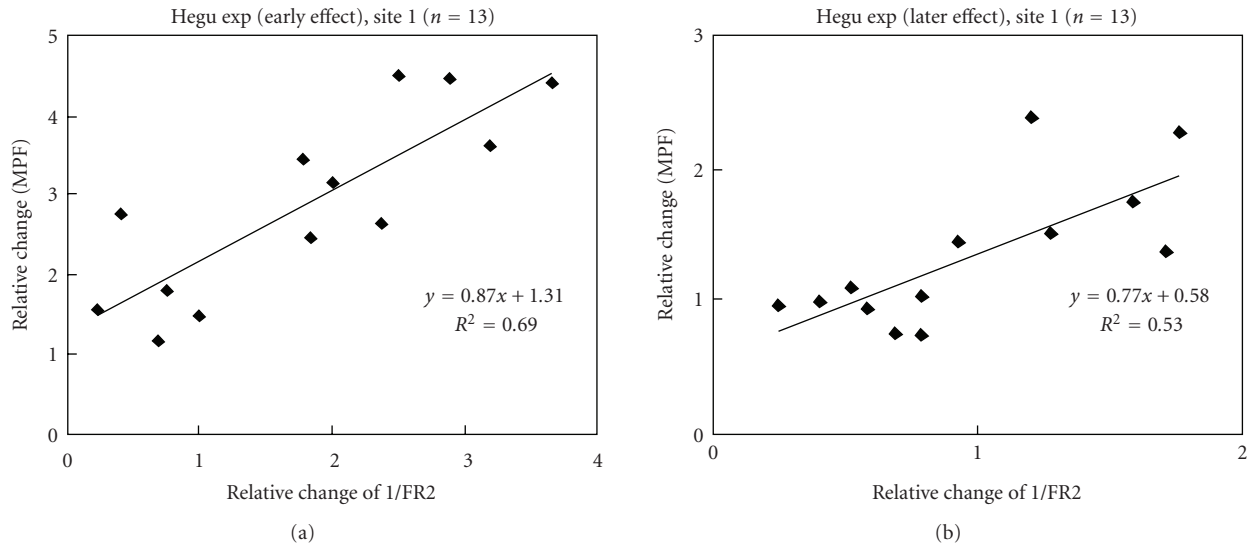 Hegu exp (early effect), site 1 (n = 13)
5
4
3
2
1
0
Relative change (MPF)
y = 0.87x + 1.31
R² = 0.69
0 1 2 3 4
Relative change of 1/FR2
(a)
Hegu exp (later effect), site 1 (n = 13)
3
2
1
0
Relative change (MPF)
y = 0.77x + 0.58
R² = 0.53
0 1 2
Relative change of 1/FR2
(b)